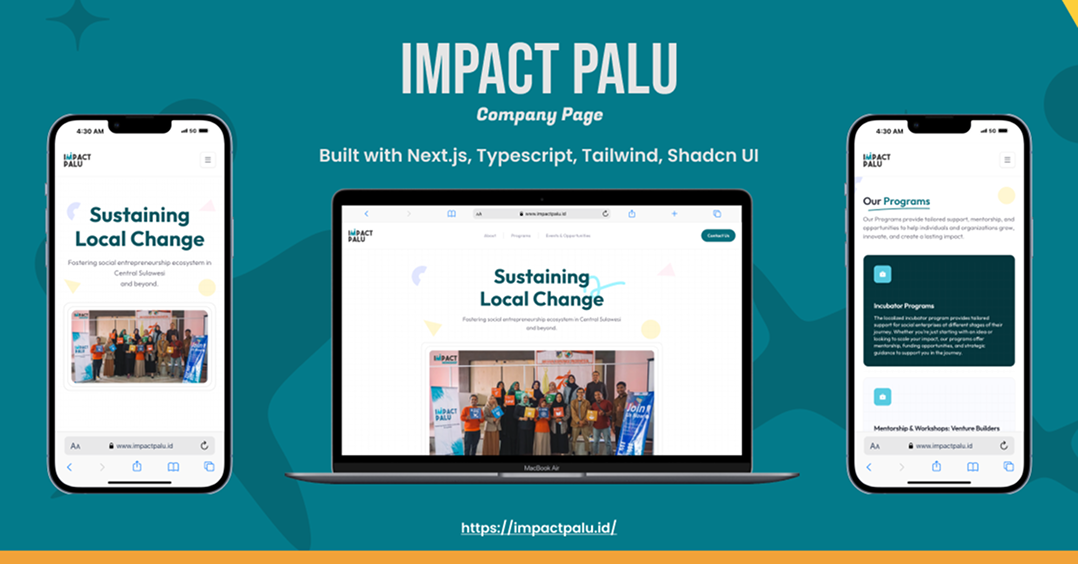 IMPACT PALU
Company Page
Built with Next.js, Typescript, Tailwind, Shadcn UI
4:30 AM
5G
IMPACT
PALU
Sustaining
Local Change
Fostering social entrepreneurship ecosystem in
Central Sulawesi
and beyond.
IMPACT
PALU
AA
www.impactpalu.id
AA
www.impactpalu.id
IMPACT
PALU
About
Programs
Events & Opportunities
Contact Us
Sustaining
Local Change
Fostering social entrepreneurship ecosystem in Central Sulawesi
and beyond.
IMPACT
IMPACT
PALU
Join
MacBook Air
4:30 AM
5G
IMPACT
PALU
Our Programs
Our Programs provide tailored support, mentorship, and
opportunities to help individuals and organizations grow,
innovate, and create a lasting impact.
Incubator Programs
The localized incubator program provides tailored
support for social enterprises at different stages of their
journey. Whether you're just starting with an idea or
looking to scale your impact, our programs offer
mentorship, funding opportunities, and strategic
guidance to support you in the journey.
Mentorship & Workshops: Venture Builders
AA
www.impactpalu.id
https://impactpalu.id/